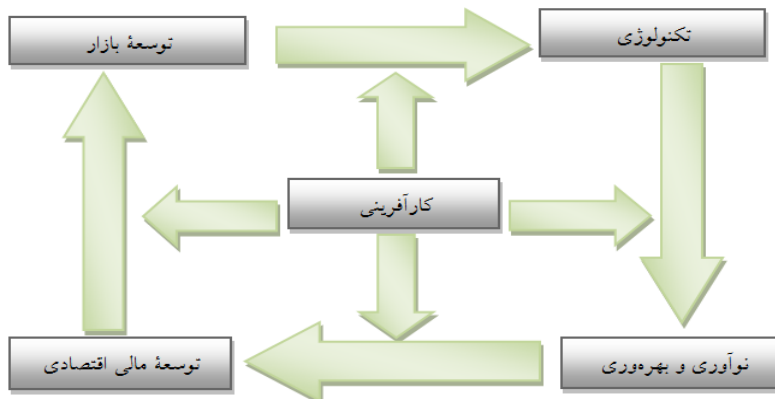 تکنولوژی
توسعۀ بازار
کارآفرینی
نوآوری و بهره‌وری
توسعۀ مالی اقتصادی